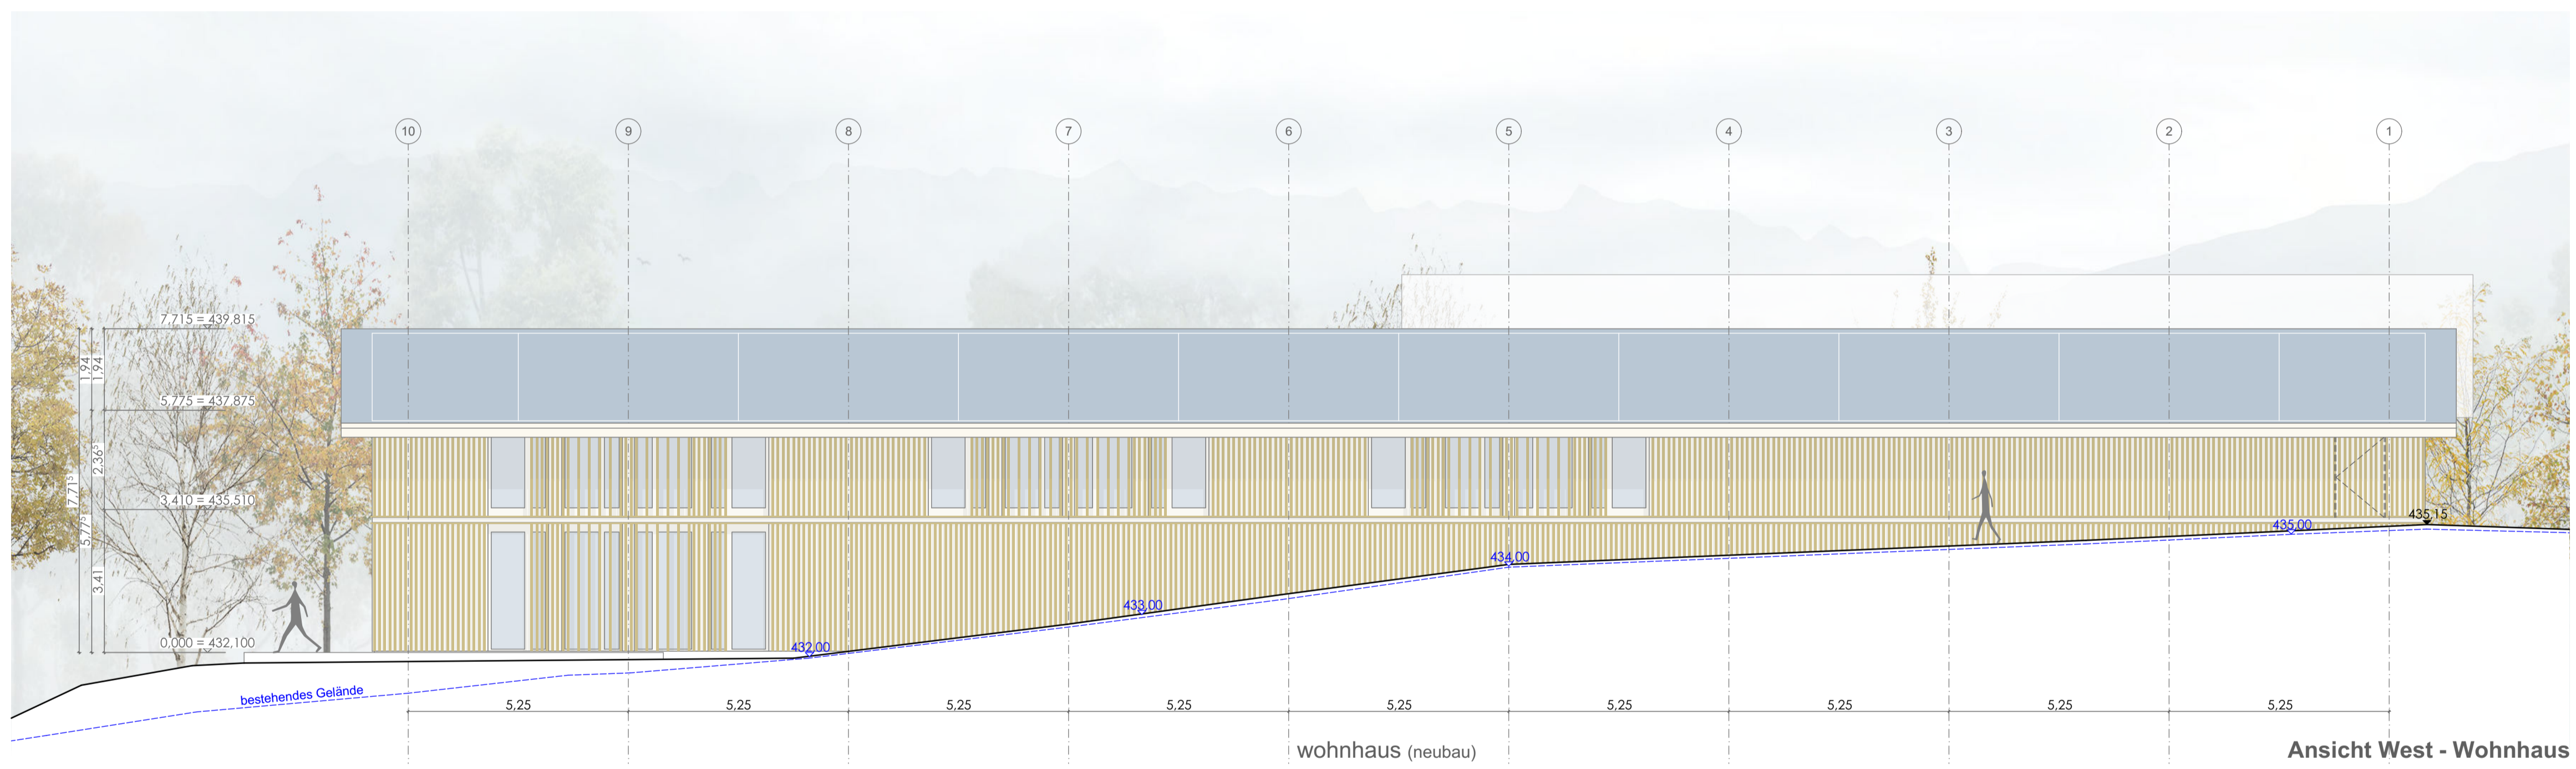 10 9 8 7 6 5 4 3 2 1
7,715 = 439,815
1,94 1,94
5,775 = 437,875
2,36⁵
7,71⁵
3,410 = 435,510
5,77⁵
3,41
0,000 = 432,100
435,15
435,00
434,00
433,00
432,00
bestehendes Gelände
5,25 5,25 5,25 5,25 5,25 5,25 5,25 5,25 5,25
wohnhaus (neubau)
Ansicht West - Wohnhaus